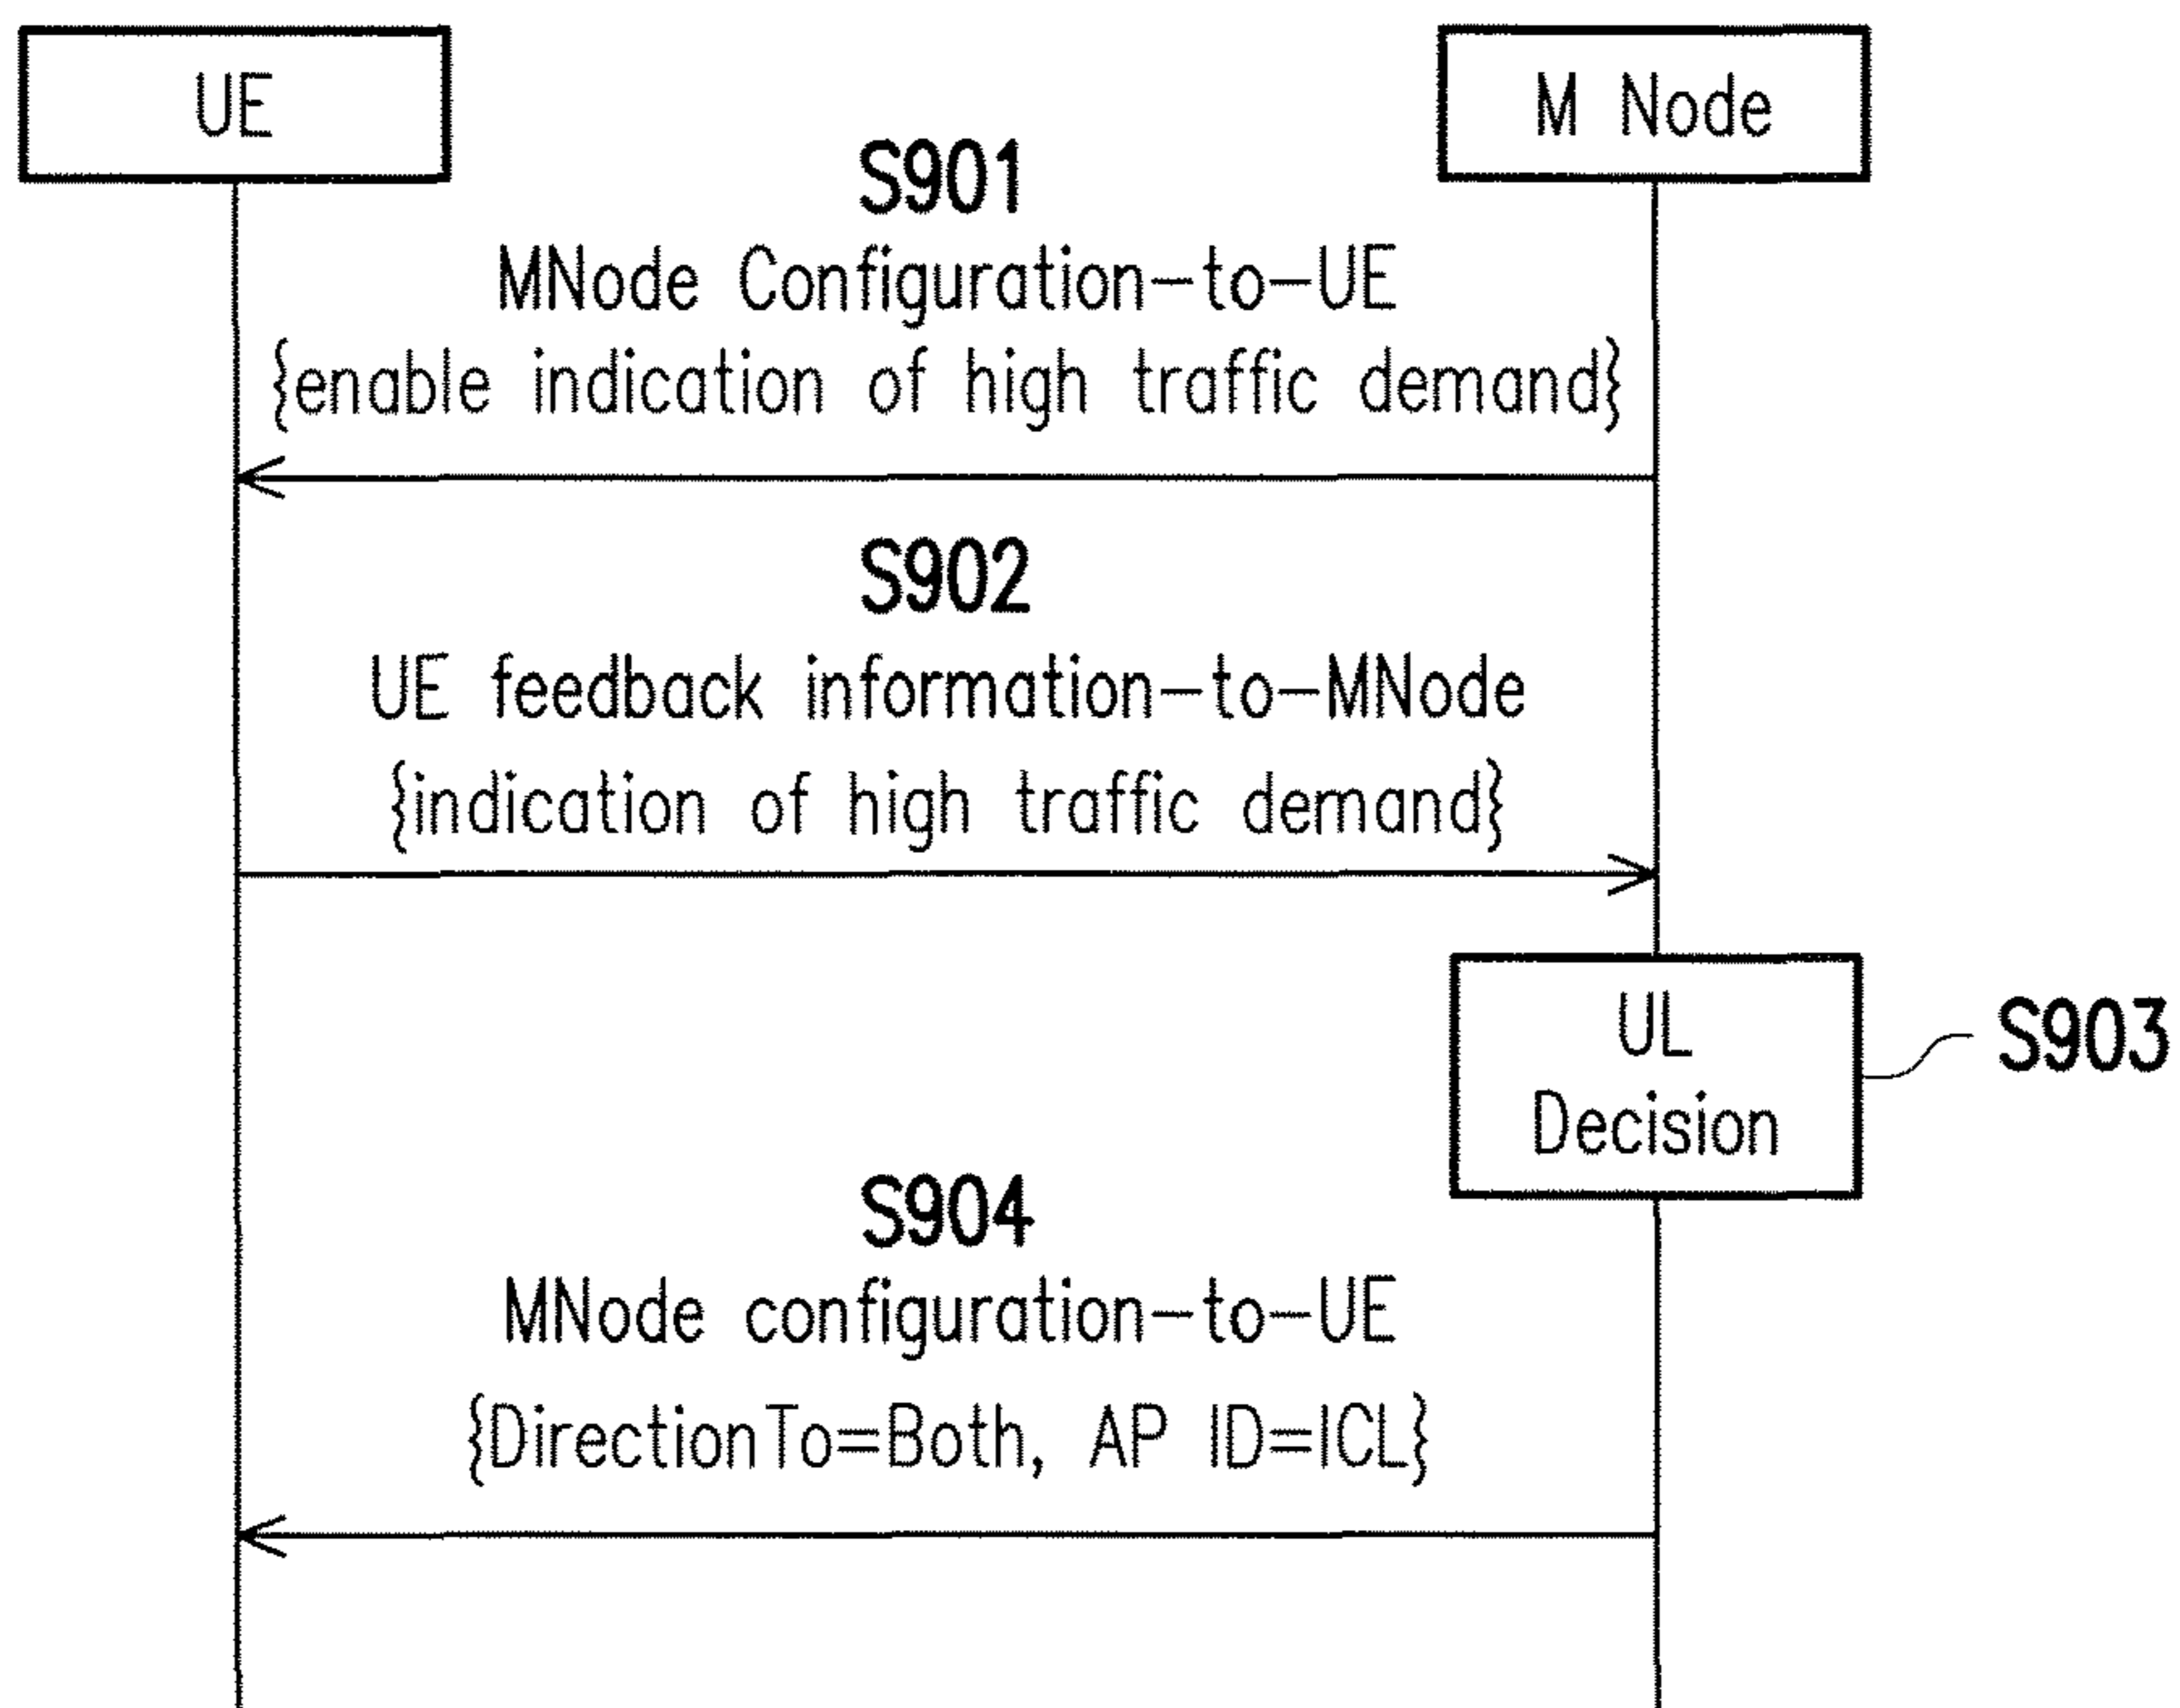 UE
M Node
S901
MNode Configuration-to-UE
{enable indication of high traffic demand}
S902
UE feedback information-to-MNode
{indication of high traffic demand}
UL
Decision
S903
S904
MNode configuration-to-UE
{DirectionTo=Both, AP ID=ICL}